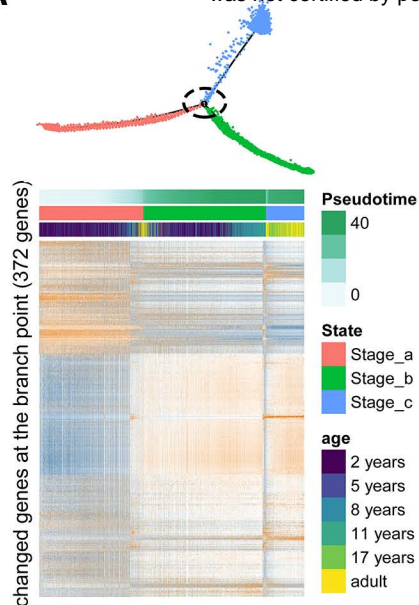 changed genes at the branch point (372 genes)
Pseudotime
40
0
State
Stage_a
Stage_b
Stage_c
age
2 years
5 years
8 years
11 years
17 years
adult